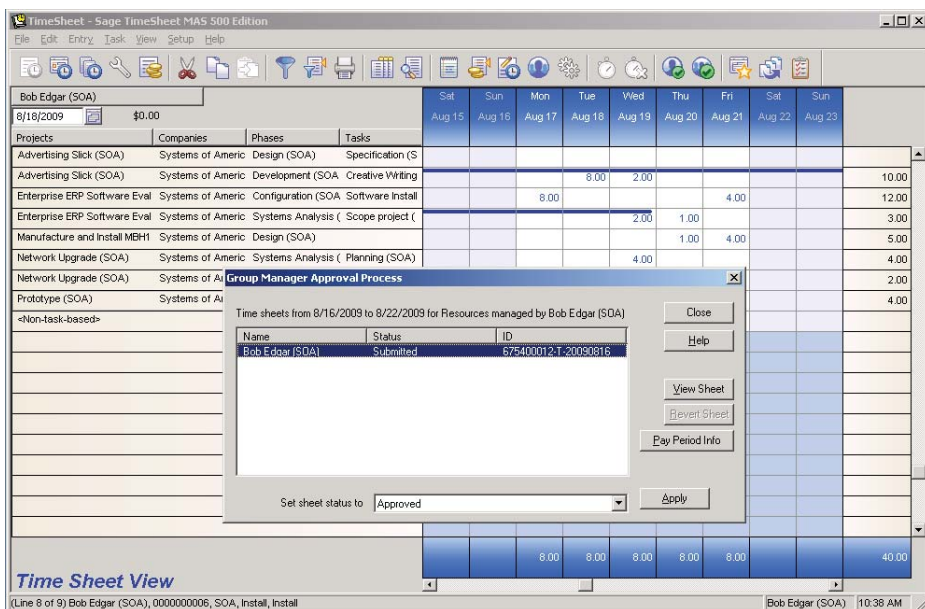 TimeSheet - Sage TimeSheet MAS 500 Edition
File Edit Entry Task View Setup Help
Bob Edgar (SOA)
8/18/2009 $0.00
Sat Sun Mon Tue Wed Thu Fri Sat Sun
Aug 15 Aug 16 Aug 17 Aug 18 Aug 19 Aug 20 Aug 21 Aug 22 Aug 23
Projects Companies Phases Tasks
Advertising Slick (SOA) Systems of Americ Design (SOA) Specification (S
Advertising Slick (SOA) Systems of Americ Development (SOA Creative Writing 8.00 2.00 10.00
Enterprise ERP Software Eval Systems of Americ Configuration (SOA Software Install 8.00 4.00 12.00
Enterprise ERP Software Eval Systems of Americ Systems Analysis ( Scope project ( 2.00 1.00 3.00
Manufacture and Install MBH1 Systems of Americ Design (SOA) 1.00 4.00 5.00
Network Upgrade (SOA) Systems of Americ Systems Analysis ( Planning (SOA) 4.00 4.00
Network Upgrade (SOA) Systems of Ai 2.00
Prototype (SOA) Systems of Ai 4.00
<Non-task-based>
Group Manager Approval Process
Time sheets from 8/16/2009 to 8/22/2009 for Resources managed by Bob Edgar (SOA)
Close
Name Status ID
Help
Bob Edgar (SOA) Submitted 675400012-T-20090816
View Sheet
Revert Sheet
Pay Period Info
Set sheet status to Approved Apply
8.00 8.00 8.00 8.00 8.00 40.00
Time Sheet View
(Line 8 of 9) Bob Edgar (SOA), 0000000006, SOA, Install, Install Bob Edgar (SOA) 10:38 AM